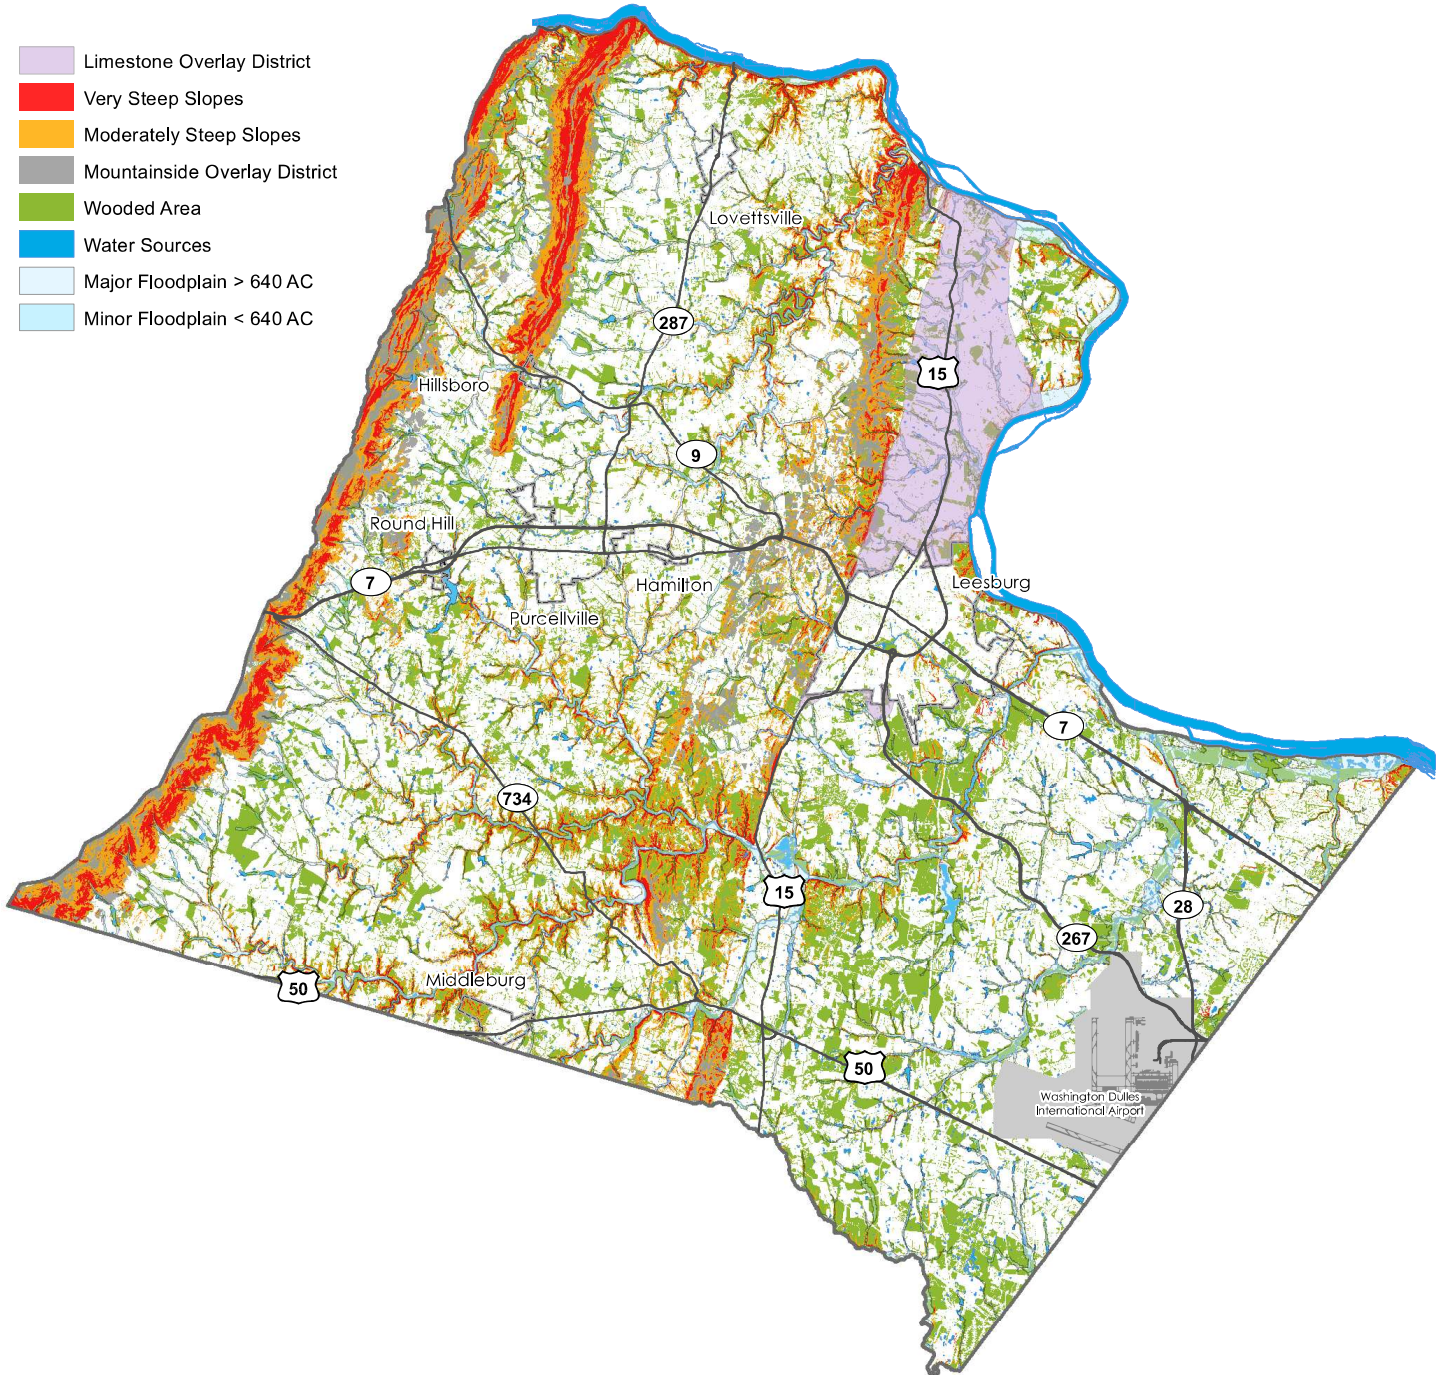 Limestone Overlay District
Very Steep Slopes
Moderately Steep Slopes
Mountainside Overlay District
Wooded Area
Water Sources
Major Floodplain > 640 AC
Minor Floodplain < 640 AC
Lovettsville
287
15
Hillsboro
9
Round Hill
7
Hamilton
Leesburg
Purcellville
7
734
15
28
267
Middleburg
50
50
Washington Dulles
International Airport